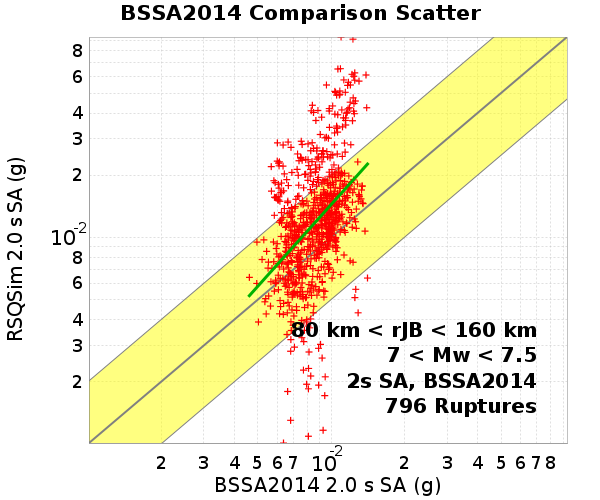 BSSA2014 Comparison Scatter
RSQSim 2.0 s SA (g)
8
6
4
3
2
10-2
8
6
4
3
2
80 km < rJB < 160 km
7 < Mw < 7.5
2s SA, BSSA2014
796 Ruptures
2 3 4 5 6 7 10-2 2 3 4 5 6 7 8
BSSA2014 2.0 s SA (g)